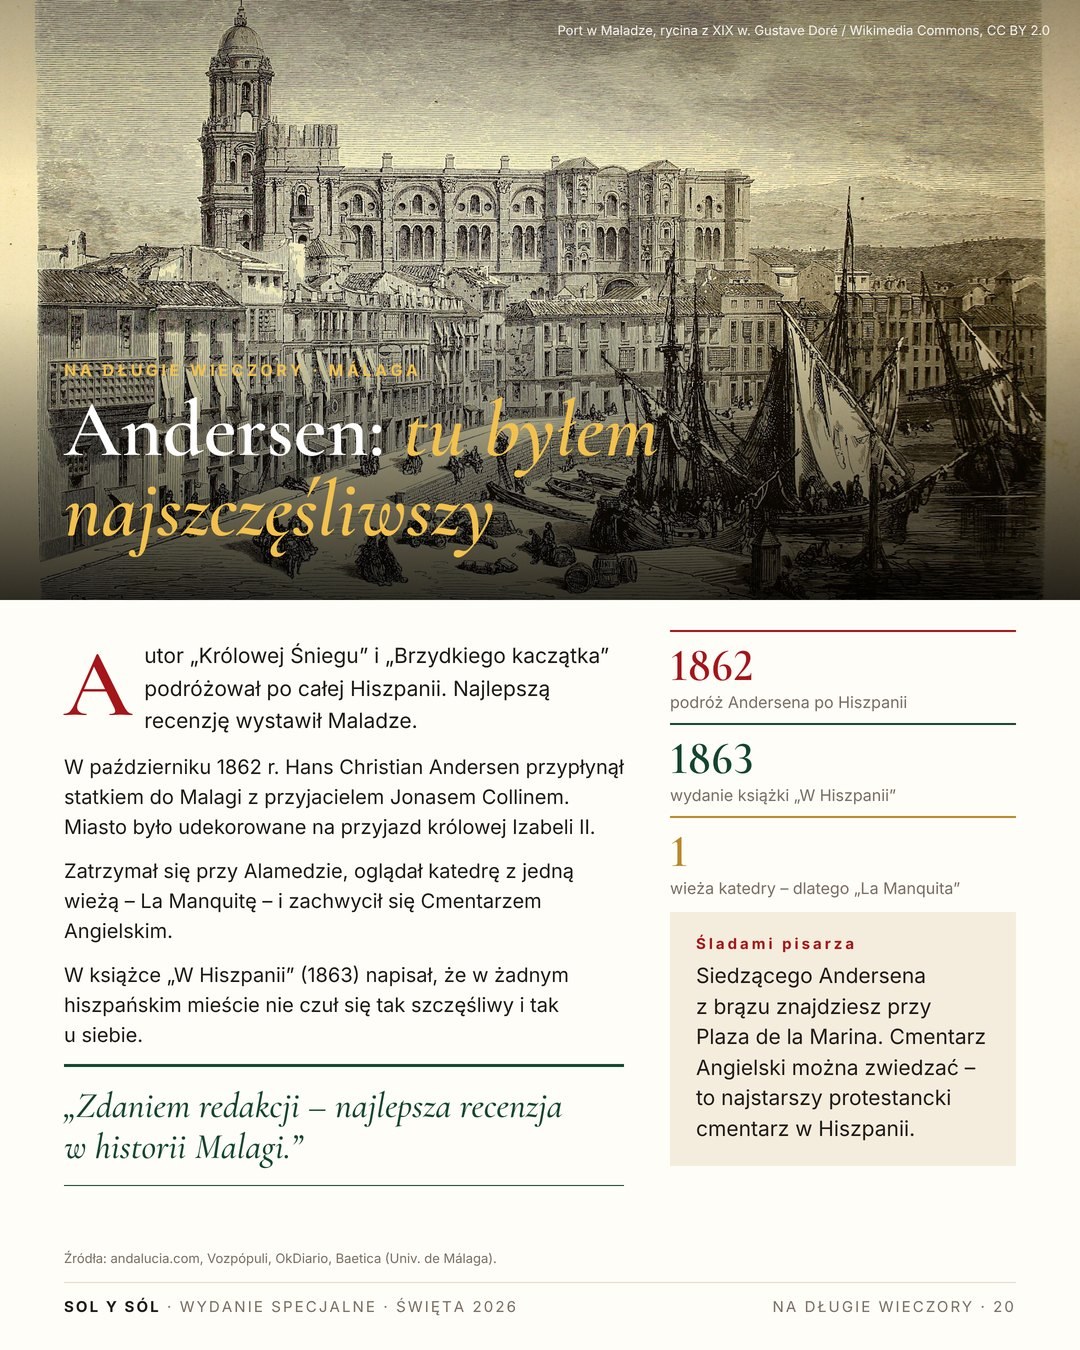 Port w Maladze, rycina z XIX w. Gustave Doré / Wikimedia Commons, CC BY 2.0
NA DŁUGIE WIECZORY · MALAGA
Andersen: tu byłem
najszczęśliwszy
Autor „Królowej Śniegu” i „Brzydkiego kaczątka”
podróżował po całej Hiszpanii. Najlepszą
recenzję wystawił Maladze.
W październiku 1862 r. Hans Christian Andersen przypłynął
statkiem do Malagi z przyjacielem Jonasem Collinem.
Miasto było udekorowane na przyjazd królowej Izabeli II.
Zatrzymał się przy Alamedzie, oglądał katedrę z jedną
wieżą – La Manquitę – i zachwycił się Cmentarzem
Angielskim.
W książce „W Hiszpanii” (1863) napisał, że w żadnym
hiszpańskim mieście nie czuł się tak szczęśliwy i tak
u siebie.
„Zdaniem redakcji – najlepsza recenzja
w historii Malagi.”
1862
podróż Andersena po Hiszpanii
1863
wydanie książki „W Hiszpanii”
1
wieża katedry – dlatego „La Manquita”
Śladami pisarza
Siedzącego Andersena
z brązu znajdziesz przy
Plaza de la Marina. Cmentarz
Angielski można zwiedzać –
to najstarszy protestancki
cmentarz w Hiszpanii.
Źródła: andalucia.com, Vozpópuli, OkDiario, Baetica (Univ. de Málaga).
SOL Y SÓL · WYDANIE SPECJALNE · ŚWIĘTA 2026
NA DŁUGIE WIECZORY · 20